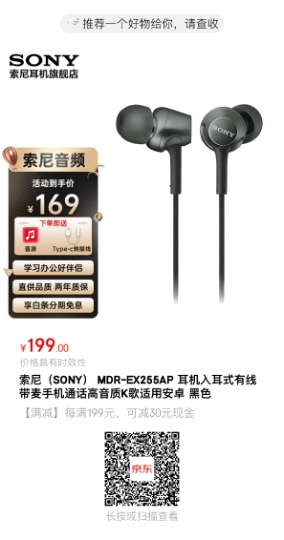 推荐一个好物给你，请查收
SONY
索尼耳机旗舰店
SONY
索尼音频
活动到手价
¥169
下单即送
音源
Type-c转接线
学习办公好伴侣
直供品质 两年质保
享白条分期免息
¥199.00
价格具有时效性
索尼（SONY） MDR-EX255AP 耳机入耳式有线
带麦手机通话高音质K歌适用安卓 黑色
【满减】每满199元，可减30元现金
京东
长按或扫描查看